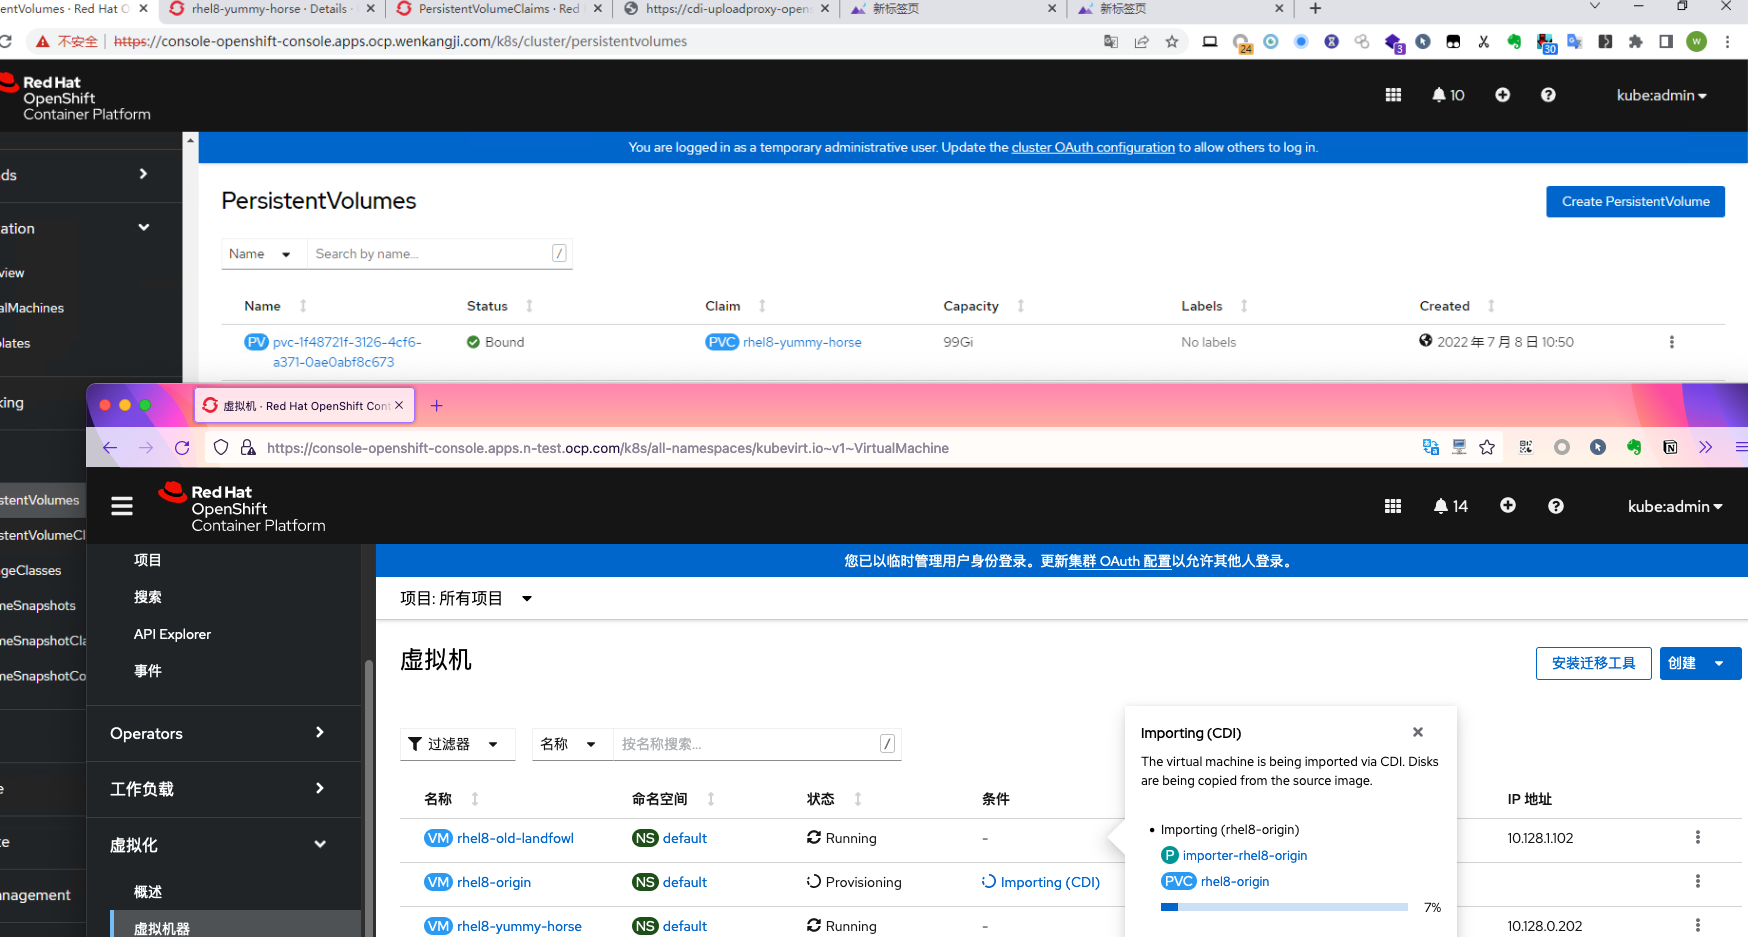 entVolumes · Red Hat O
rhel8-yummy-horse · Details ·
PersistentVolumeClaims · Red
https://cdi-uploadproxy-open
新标签页
新标签页
不安全
https://console-openshift-console.apps.ocp.wenkangji.com/k8s/cluster/persistentvolumes
24
3
30
W
Red Hat
OpenShift
Container Platform
10
kube:admin
You are logged in as a temporary administrative user. Update the cluster OAuth configuration to allow others to log in.
ds
ation
view
alMachines
plates
king
stentVolumes
stentVolumeCl
geClasses
meSnapshots
meSnapshotCla
meSnapshotCo
e
te
anagement
PersistentVolumes
Create PersistentVolume
Name
Search by name...
/
Name
Status
Claim
Capacity
Labels
Created
PV pvc-1f48721f-3126-4cf6-
a371-0ae0abf8c673
Bound
PVC rhel8-yummy-horse
99Gi
No labels
2022 年 7 月 8 日 10:50
虚拟机 · Red Hat OpenShift Cont
https://console-openshift-console.apps.n-test.ocp.com/k8s/all-namespaces/kubevirt.io~v1~VirtualMachine
Red Hat
OpenShift
Container Platform
14
kube:admin
项目
搜索
API Explorer
事件
Operators
工作负载
虚拟化
概述
虚拟机器
您已以临时管理用户身份登录。更新集群 OAuth 配置以允许其他人登录。
项目: 所有项目
虚拟机
安装迁移工具
创建
过滤器
名称
按名称搜索...
/
名称
命名空间
状态
条件
IP 地址
VM rhel8-old-landfowl
NS default
Running
-
10.128.1.102
VM rhel8-origin
NS default
Provisioning
Importing (CDI)
VM rhel8-yummy-horse
NS default
Running
-
10.128.0.202
Importing (CDI)
The virtual machine is being imported via CDI. Disks
are being copied from the source image.
• Importing (rhel8-origin)
P importer-rhel8-origin
PVC rhel8-origin
7%